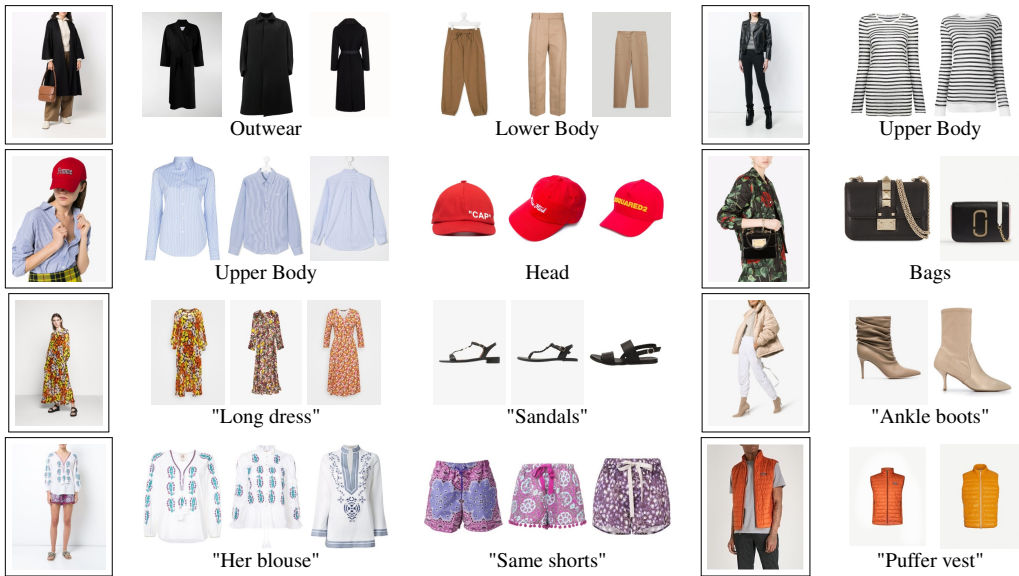 Outwear
Lower Body
Upper Body
"CAP"
DSQUARED2
Upper Body
Head
Bags
"Long dress"
"Sandals"
"Ankle boots"
"Her blouse"
"Same shorts"
"Puffer vest"